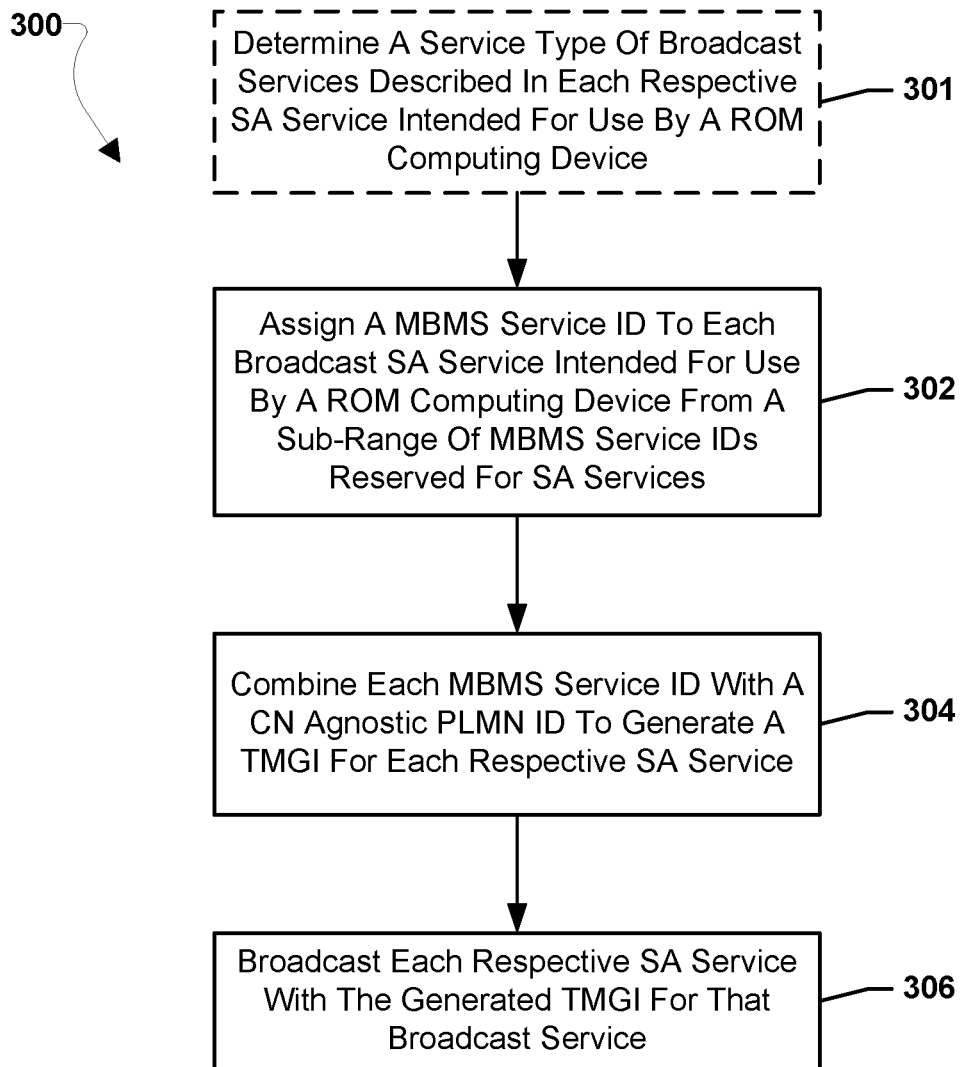 300
Determine A Service Type Of Broadcast
Services Described In Each Respective
SA Service Intended For Use By A ROM
Computing Device
301
Assign A MBMS Service ID To Each
Broadcast SA Service Intended For Use
By A ROM Computing Device From A
Sub-Range Of MBMS Service IDs
Reserved For SA Services
302
Combine Each MBMS Service ID With A
CN Agnostic PLMN ID To Generate A
TMGI For Each Respective SA Service
304
Broadcast Each Respective SA Service
With The Generated TMGI For That
Broadcast Service
306